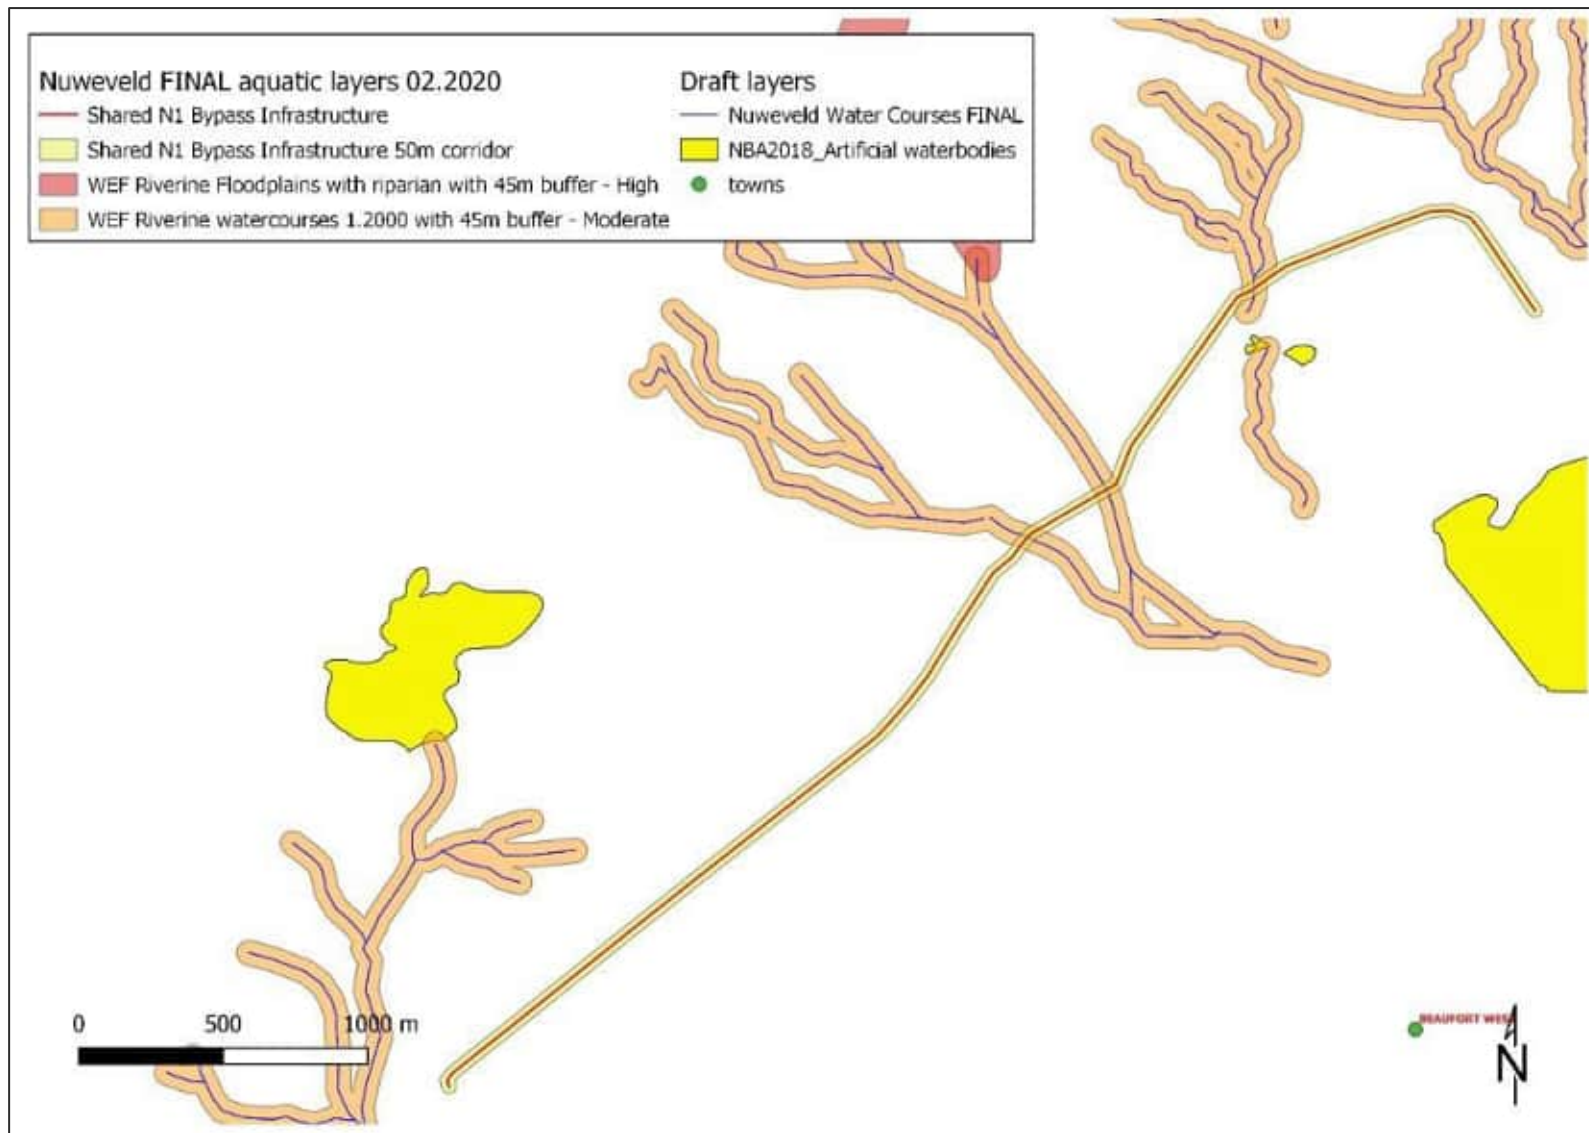 Nuweveld FINAL aquatic layers 02.2020
Shared N1 Bypass Infrastructure
Shared N1 Bypass Infrastructure 50m corridor
WEF Riverine Floodplains with riparian with 45m buffer - High
WEF Riverine watercourses 1.2000 with 45m buffer - Moderate
Draft layers
Nuweveld Water Courses FINAL
NBA2018_Artificial waterbodies
towns
0 500 1000 m
BEAUFORT WEST
N